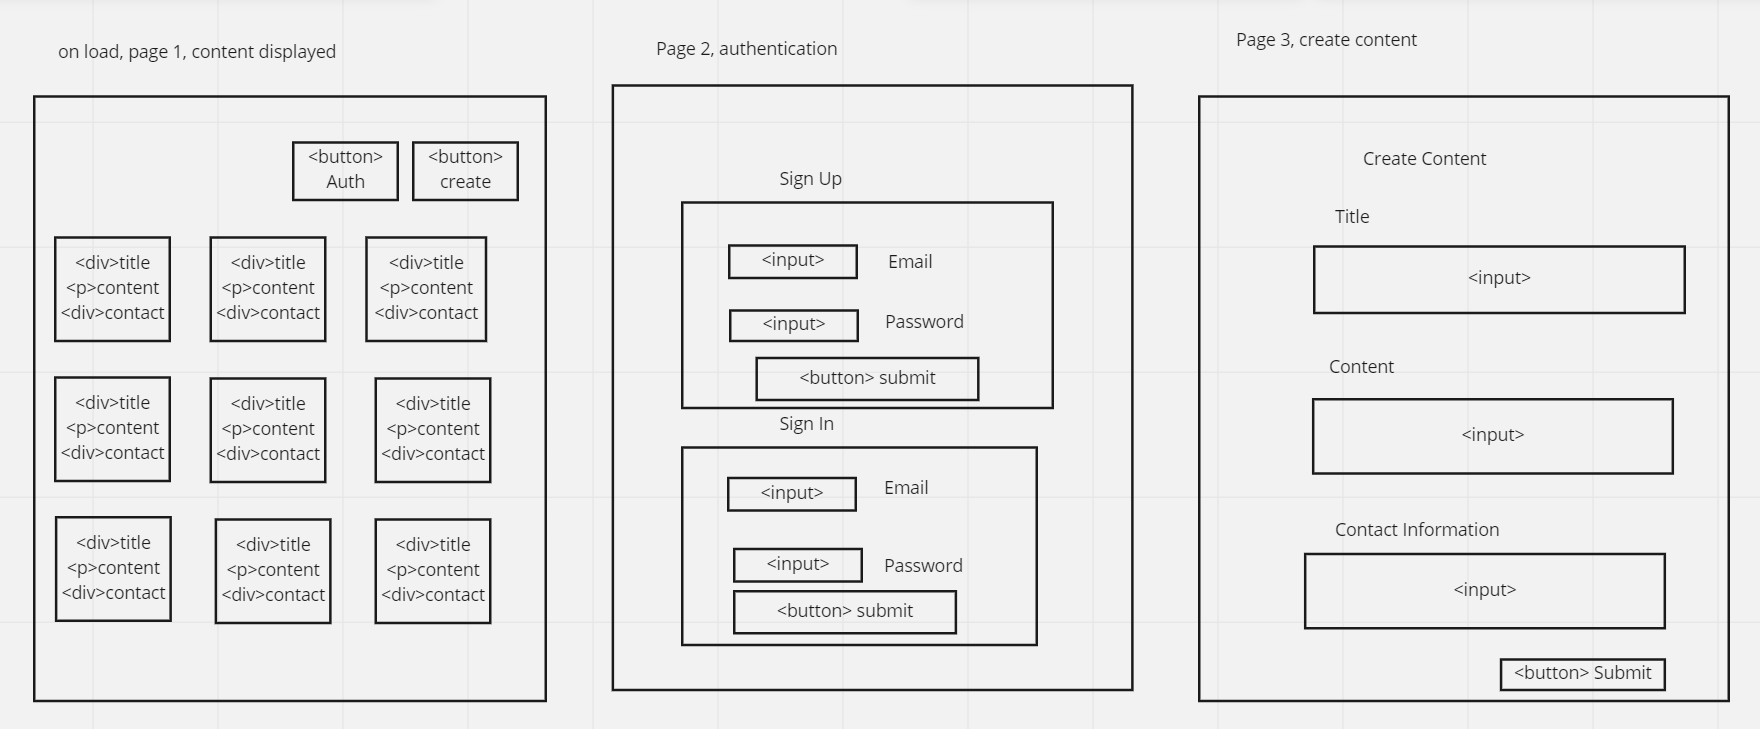 on load, page 1, content displayed
<button>
Auth
<button>
create
<div>title
<p>content
<div>contact
<div>title
<p>content
<div>contact
<div>title
<p>content
<div>contact
<div>title
<p>content
<div>contact
<div>title
<p>content
<div>contact
<div>title
<p>content
<div>contact
<div>title
<p>content
<div>contact
<div>title
<p>content
<div>contact
<div>title
<p>content
<div>contact
Page 2, authentication
Sign Up
<input> Email
<input> Password
<button> submit
Sign In
<input> Email
<input> Password
<button> submit
Page 3, create content
Create Content
Title
<input>
Content
<input>
Contact Information
<input>
<button> Submit